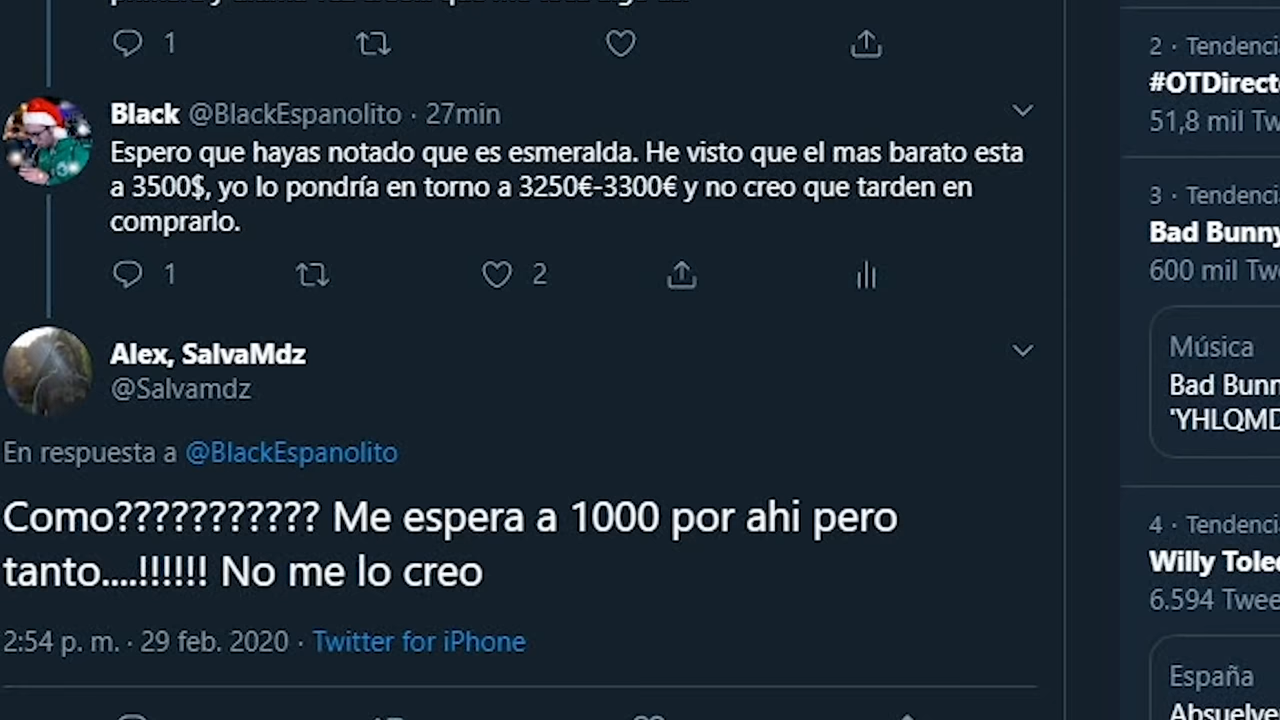 1
Black @BlackEspanolito · 27min
Espero que hayas notado que es esmeralda. He visto que el mas barato esta
a 3500$, yo lo pondría en torno a 3250€-3300€ y no creo que tarden en
comprarlo.
1 2
Alex, SalvaMdz
@Salvamdz
En respuesta a @BlackEspanolito
Como??????????? Me espera a 1000 por ahi pero
tanto....!!!!!! No me lo creo
2:54 p. m. · 29 feb. 2020 · Twitter for iPhone
2 · Tendenci
#OTDirect
51,8 mil Tw
3 · Tendenci
Bad Bunny
600 mil Twe
Música
Bad Bunn
'YHLQMD
4 · Tendenci
Willy Tole
6.594 Twee
España
Absuelve